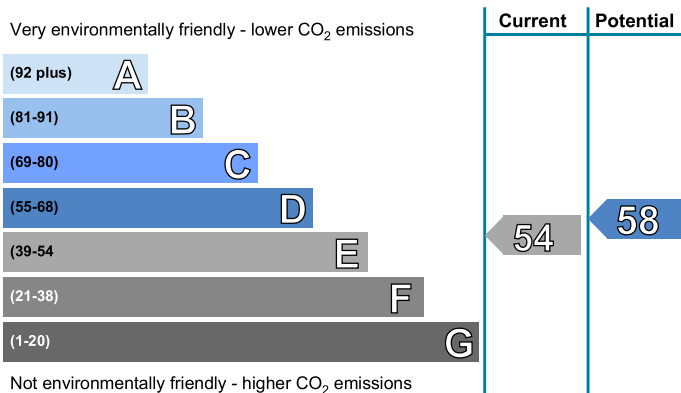 Current Potential
Very environmentally friendly - lower CO2 emissions
(92 plus) A
(81-91) B
(69-80) C
(55-68) D
58
(39-54 E
54
(21-38) F
(1-20) G
Not environmentally friendly - higher CO2 emissions